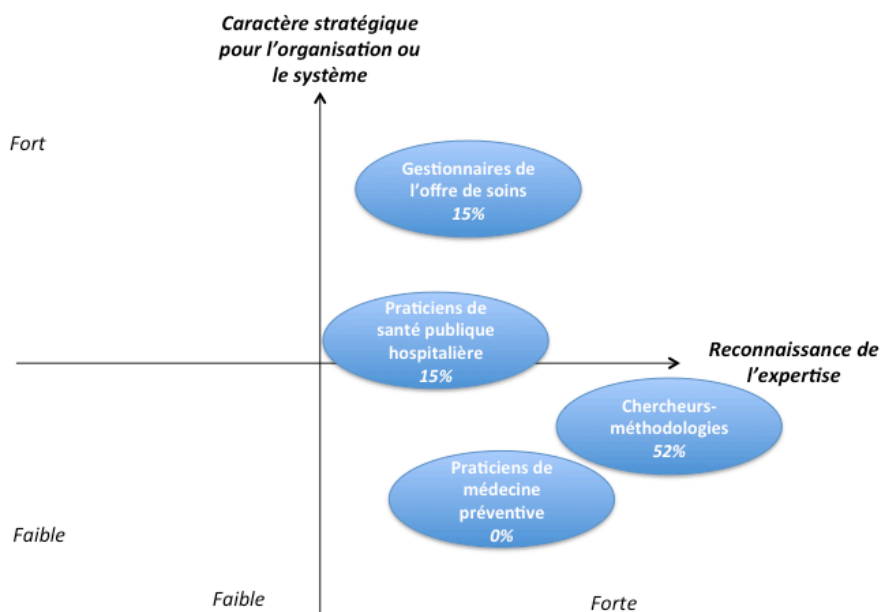 Caractère stratégique
pour l'organisation ou
le système
Fort
Gestionnaires de
l'offre de soins
15%
Praticiens de
santé publique
hospitalière
15%
Reconnaissance de
l'expertise
Chercheurs-
méthodologies
52%
Praticiens de
médecine
préventive
0%
Faible
Faible
Forte